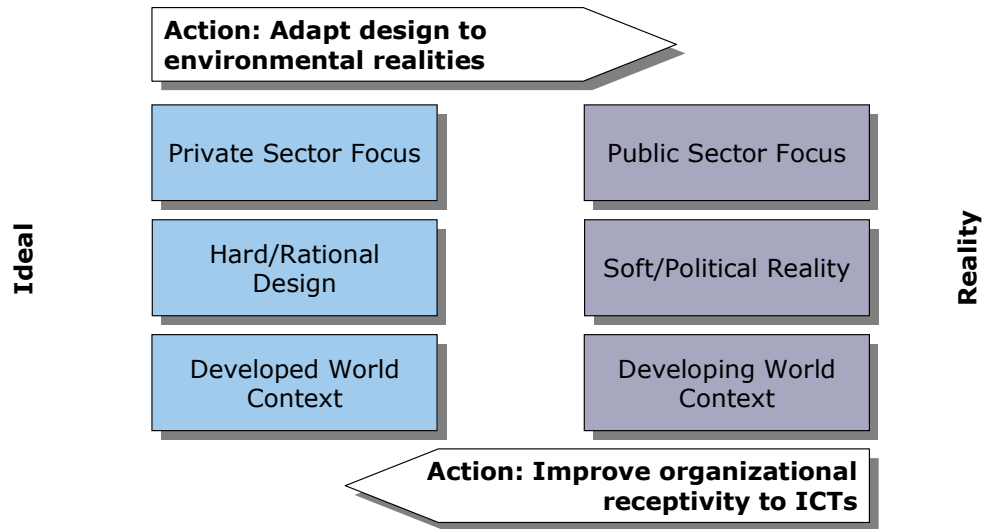 Action: Adapt design to
environmental realities
Private Sector Focus
Public Sector Focus
Ideal
Hard/Rational
Design
Soft/Political Reality
Reality
Developed World
Context
Developing World
Context
Action: Improve organizational
receptivity to ICTs